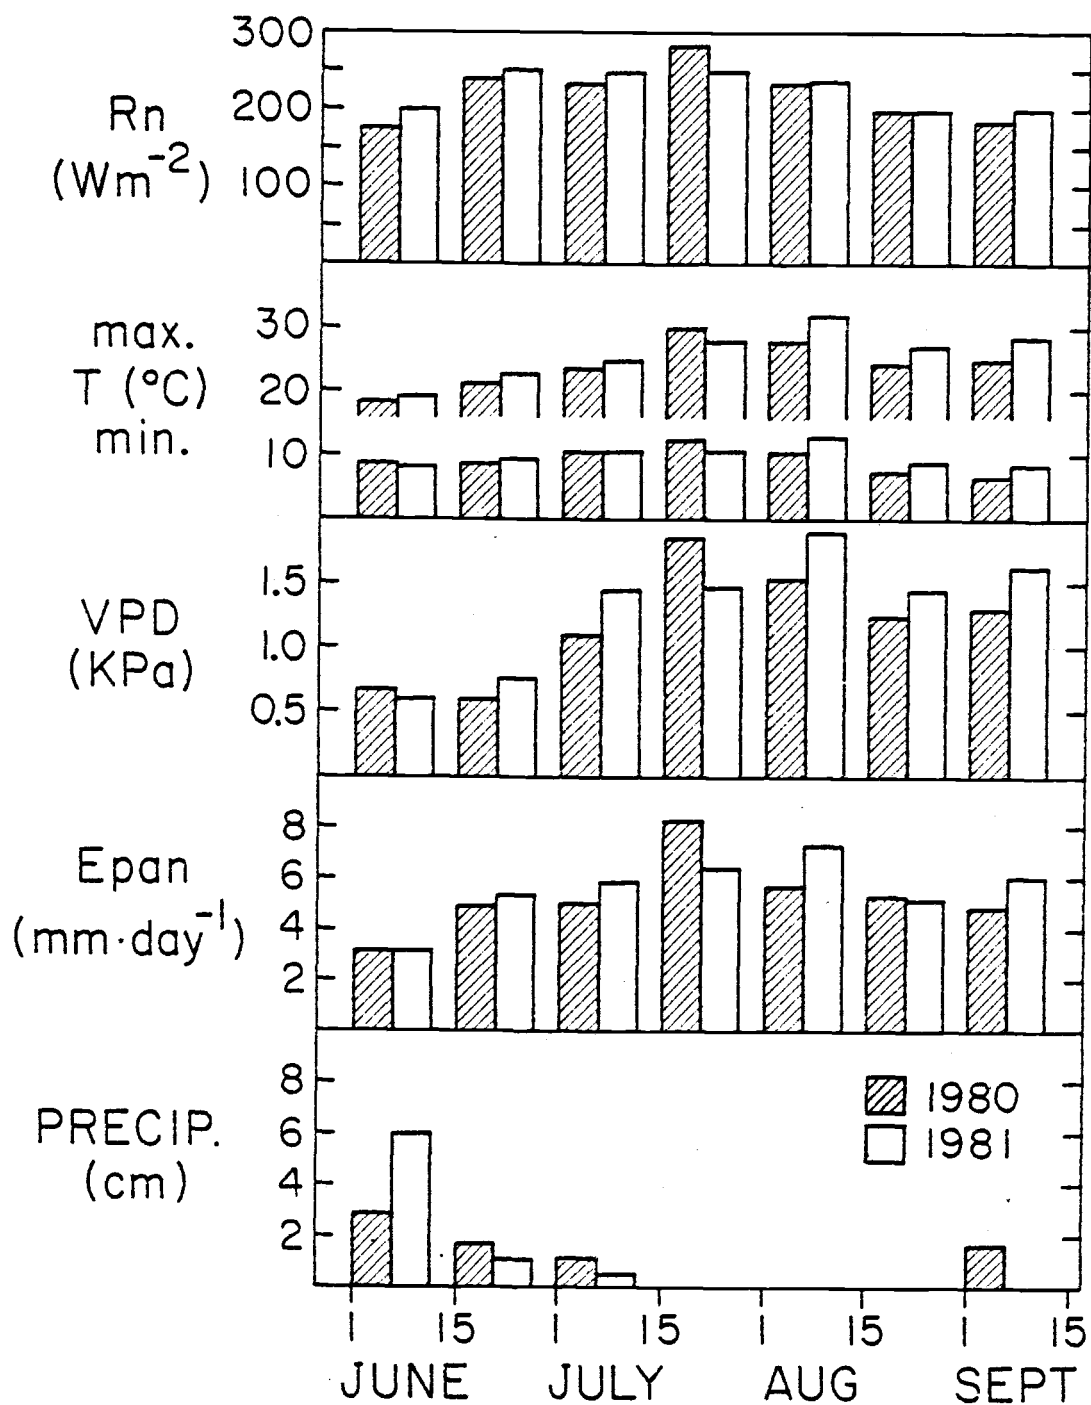 300
Rn
200
(Wm⁻²)
100
max.
30
T (°C)
20
min.
10
1.5
VPD
1.0
(KPa)
0.5
8
Epan
6
4
(mm·day⁻¹)
2
8
1980
PRECIP.
6
1981
(cm)
4
2
1 15 1 15 1 15 1 15
JUNE JULY AUG SEPT